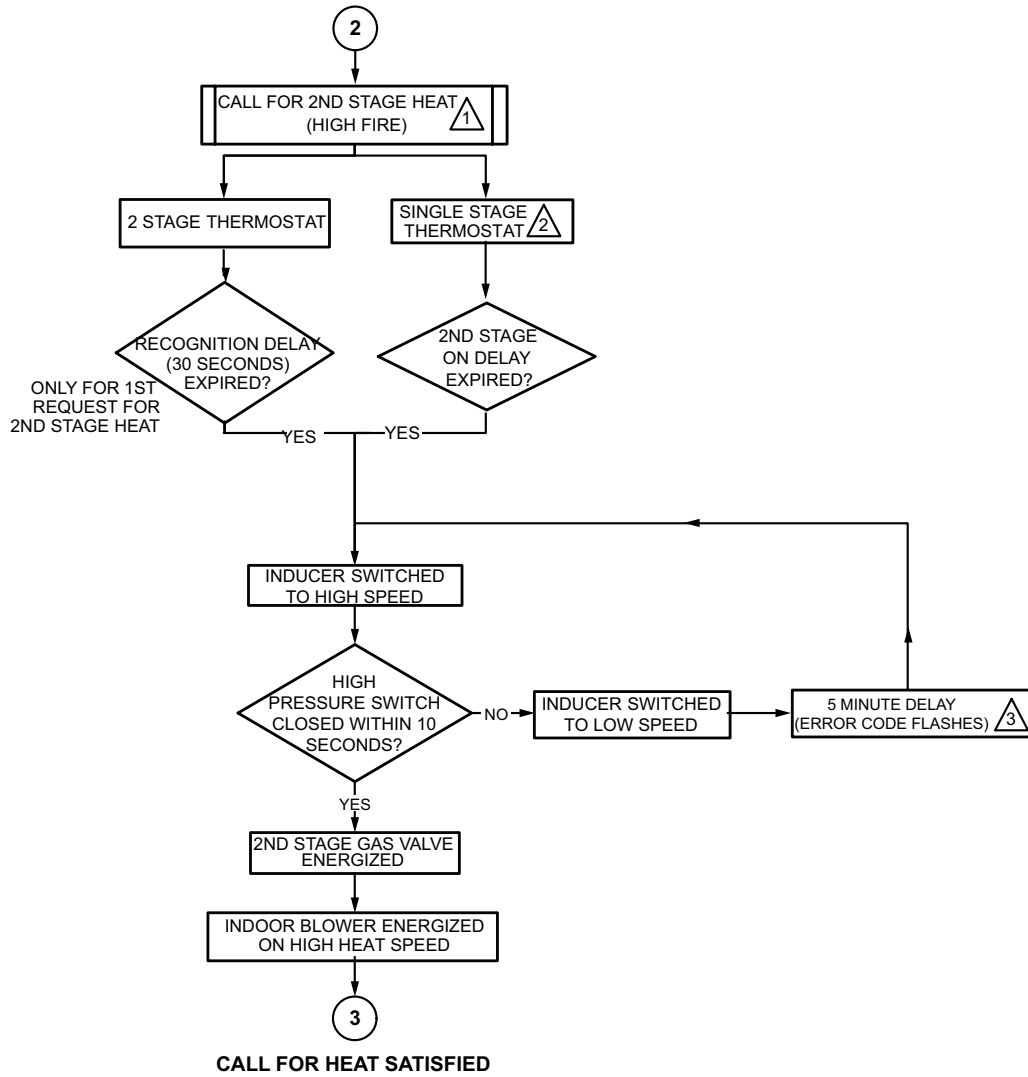 2
CALL FOR 2ND STAGE HEAT
(HIGH FIRE)
1
2 STAGE THERMOSTAT
SINGLE STAGE
THERMOSTAT
2
RECOGNITION DELAY
(30 SECONDS)
EXPIRED?
2ND STAGE
ON DELAY
EXPIRED?
ONLY FOR 1ST
REQUEST FOR
2ND STAGE HEAT
YES
YES
INDUCER SWITCHED
TO HIGH SPEED
HIGH
PRESSURE SWITCH
CLOSED WITHIN 10
SECONDS?
NO
INDUCER SWITCHED
TO LOW SPEED
5 MINUTE DELAY
(ERROR CODE FLASHES)
3
YES
2ND STAGE GAS VALVE
ENERGIZED
INDOOR BLOWER ENERGIZED
ON HIGH HEAT SPEED
3
CALL FOR HEAT SATISFIED